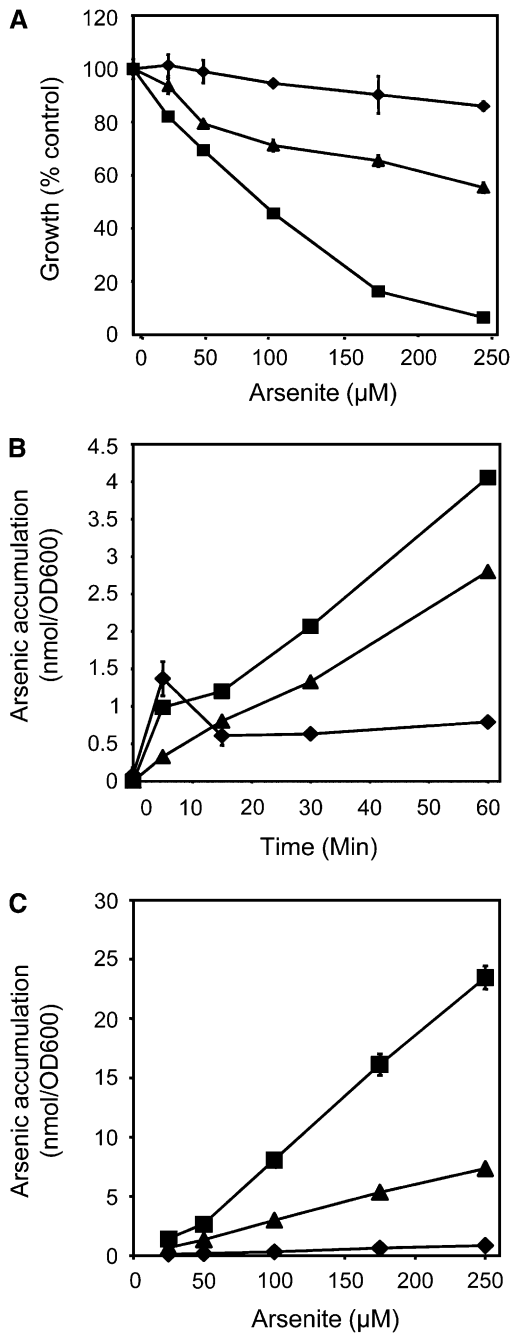 A
120
100
80
60
40
20
0
Growth (% control)
0 50 100 150 200 250
Arsenite (µM)
B
4.5
4
3.5
3
2.5
2
1.5
1
0.5
0
Arsenic accumulation
(nmol/OD600)
0 10 20 30 40 50 60
Time (Min)
C
30
25
20
15
10
5
0
Arsenic accumulation
(nmol/OD600)
0 50 100 150 200 250
Arsenite (µM)